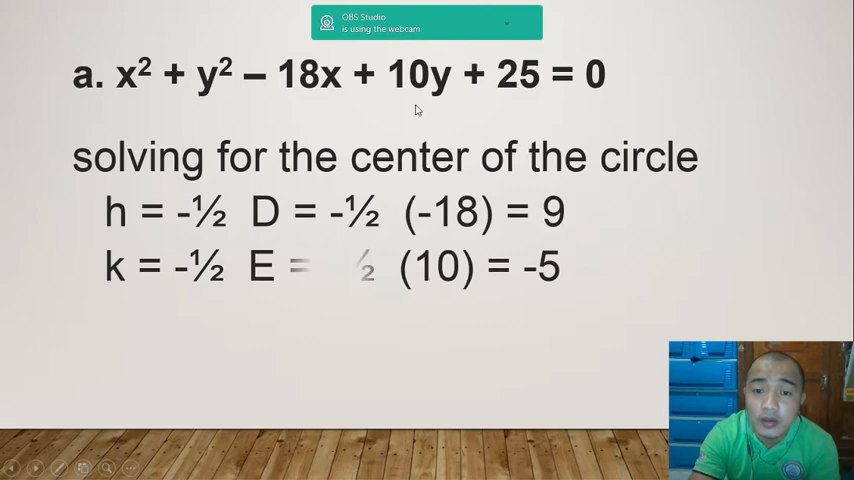 OBS Studio
is using the webcam
a. x² + y² – 18x + 10y + 25 = 0
solving for the center of the circle
h = -½ D = -½ (-18) = 9
k = -½ E = ½ (10) = -5